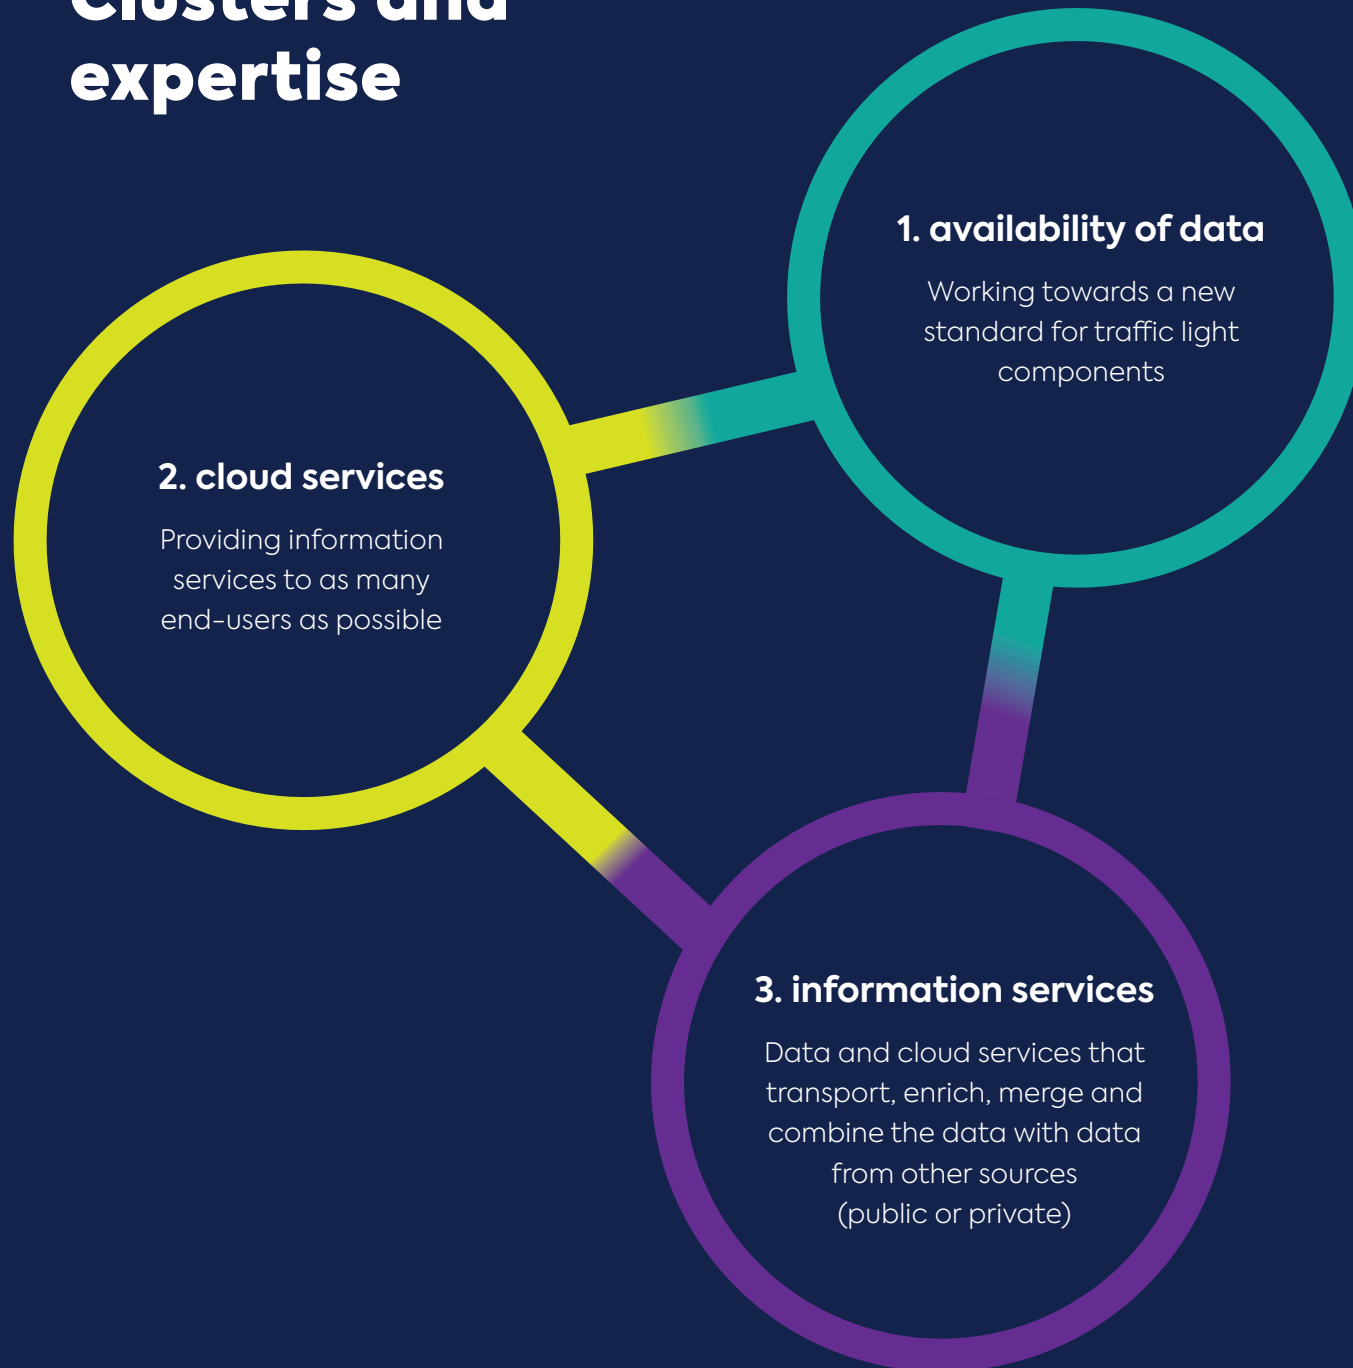 Clusters and
expertise
1. availability of data
Working towards a new
standard for traffic light
components
2. cloud services
Providing information
services to as many
end-users as possible
3. information services
Data and cloud services that
transport, enrich, merge and
combine the data with data
from other sources
(public or private)